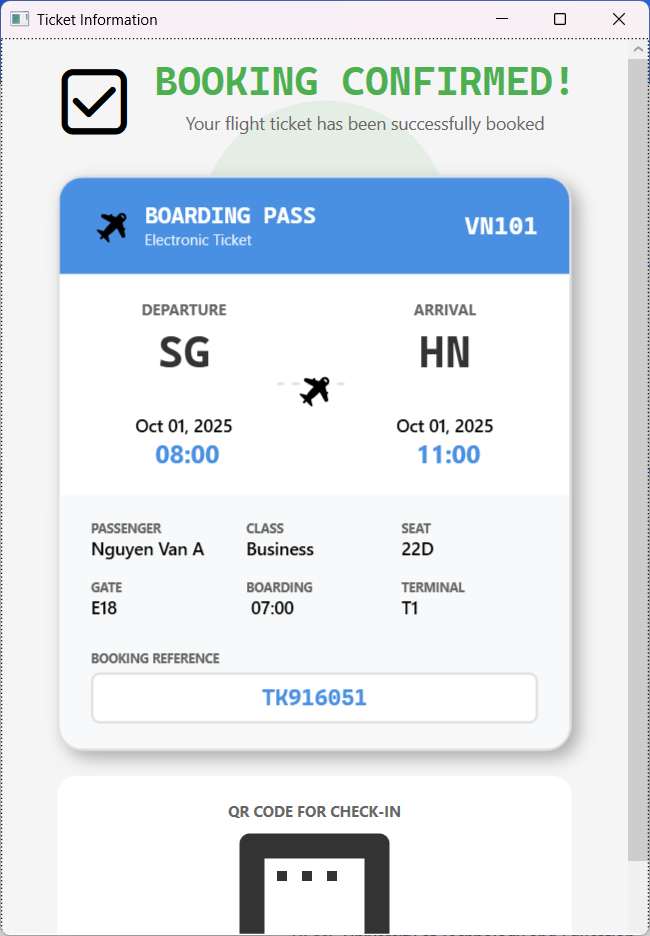 Ticket Information
BOOKING CONFIRMED!
Your flight ticket has been successfully booked
BOARDING PASS
Electronic Ticket
VN101
DEPARTURE
ARRIVAL
SG
HN
Oct 01, 2025
Oct 01, 2025
08:00
11:00
PASSENGER CLASS SEAT
Nguyen Van A Business 22D
GATE BOARDING TERMINAL
E18 07:00 T1
BOOKING REFERENCE
TK916051
QR CODE FOR CHECK-IN